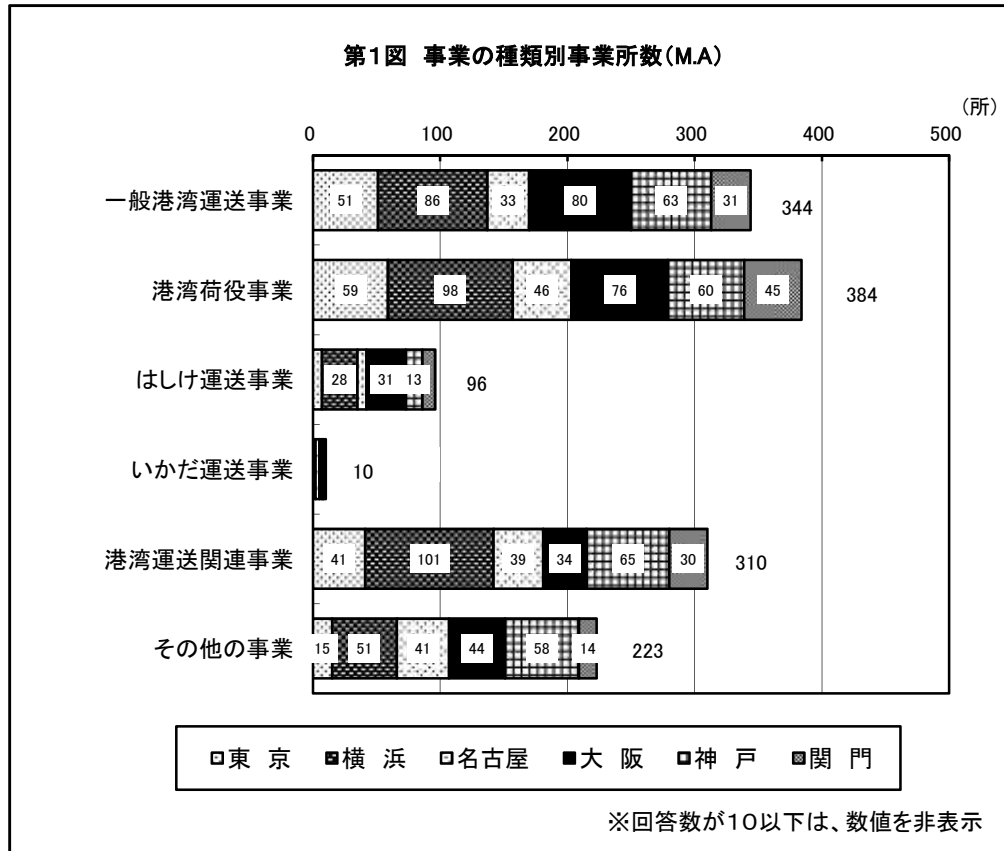 第1図 事業の種類別事業所数(M.A)
(所)
0 100 200 300 400 500
一般港湾運送事業 51 86 33 80 63 31 344
港湾荷役事業 59 98 46 76 60 45 384
はしけ運送事業 28 31 13 96
いかだ運送事業 10
港湾運送関連事業 41 101 39 34 65 30 310
その他の事業 15 51 41 44 58 14 223
東 京 横 浜 名古屋 大 阪 神 戸 関 門
※回答数が10以下は、数値を非表示